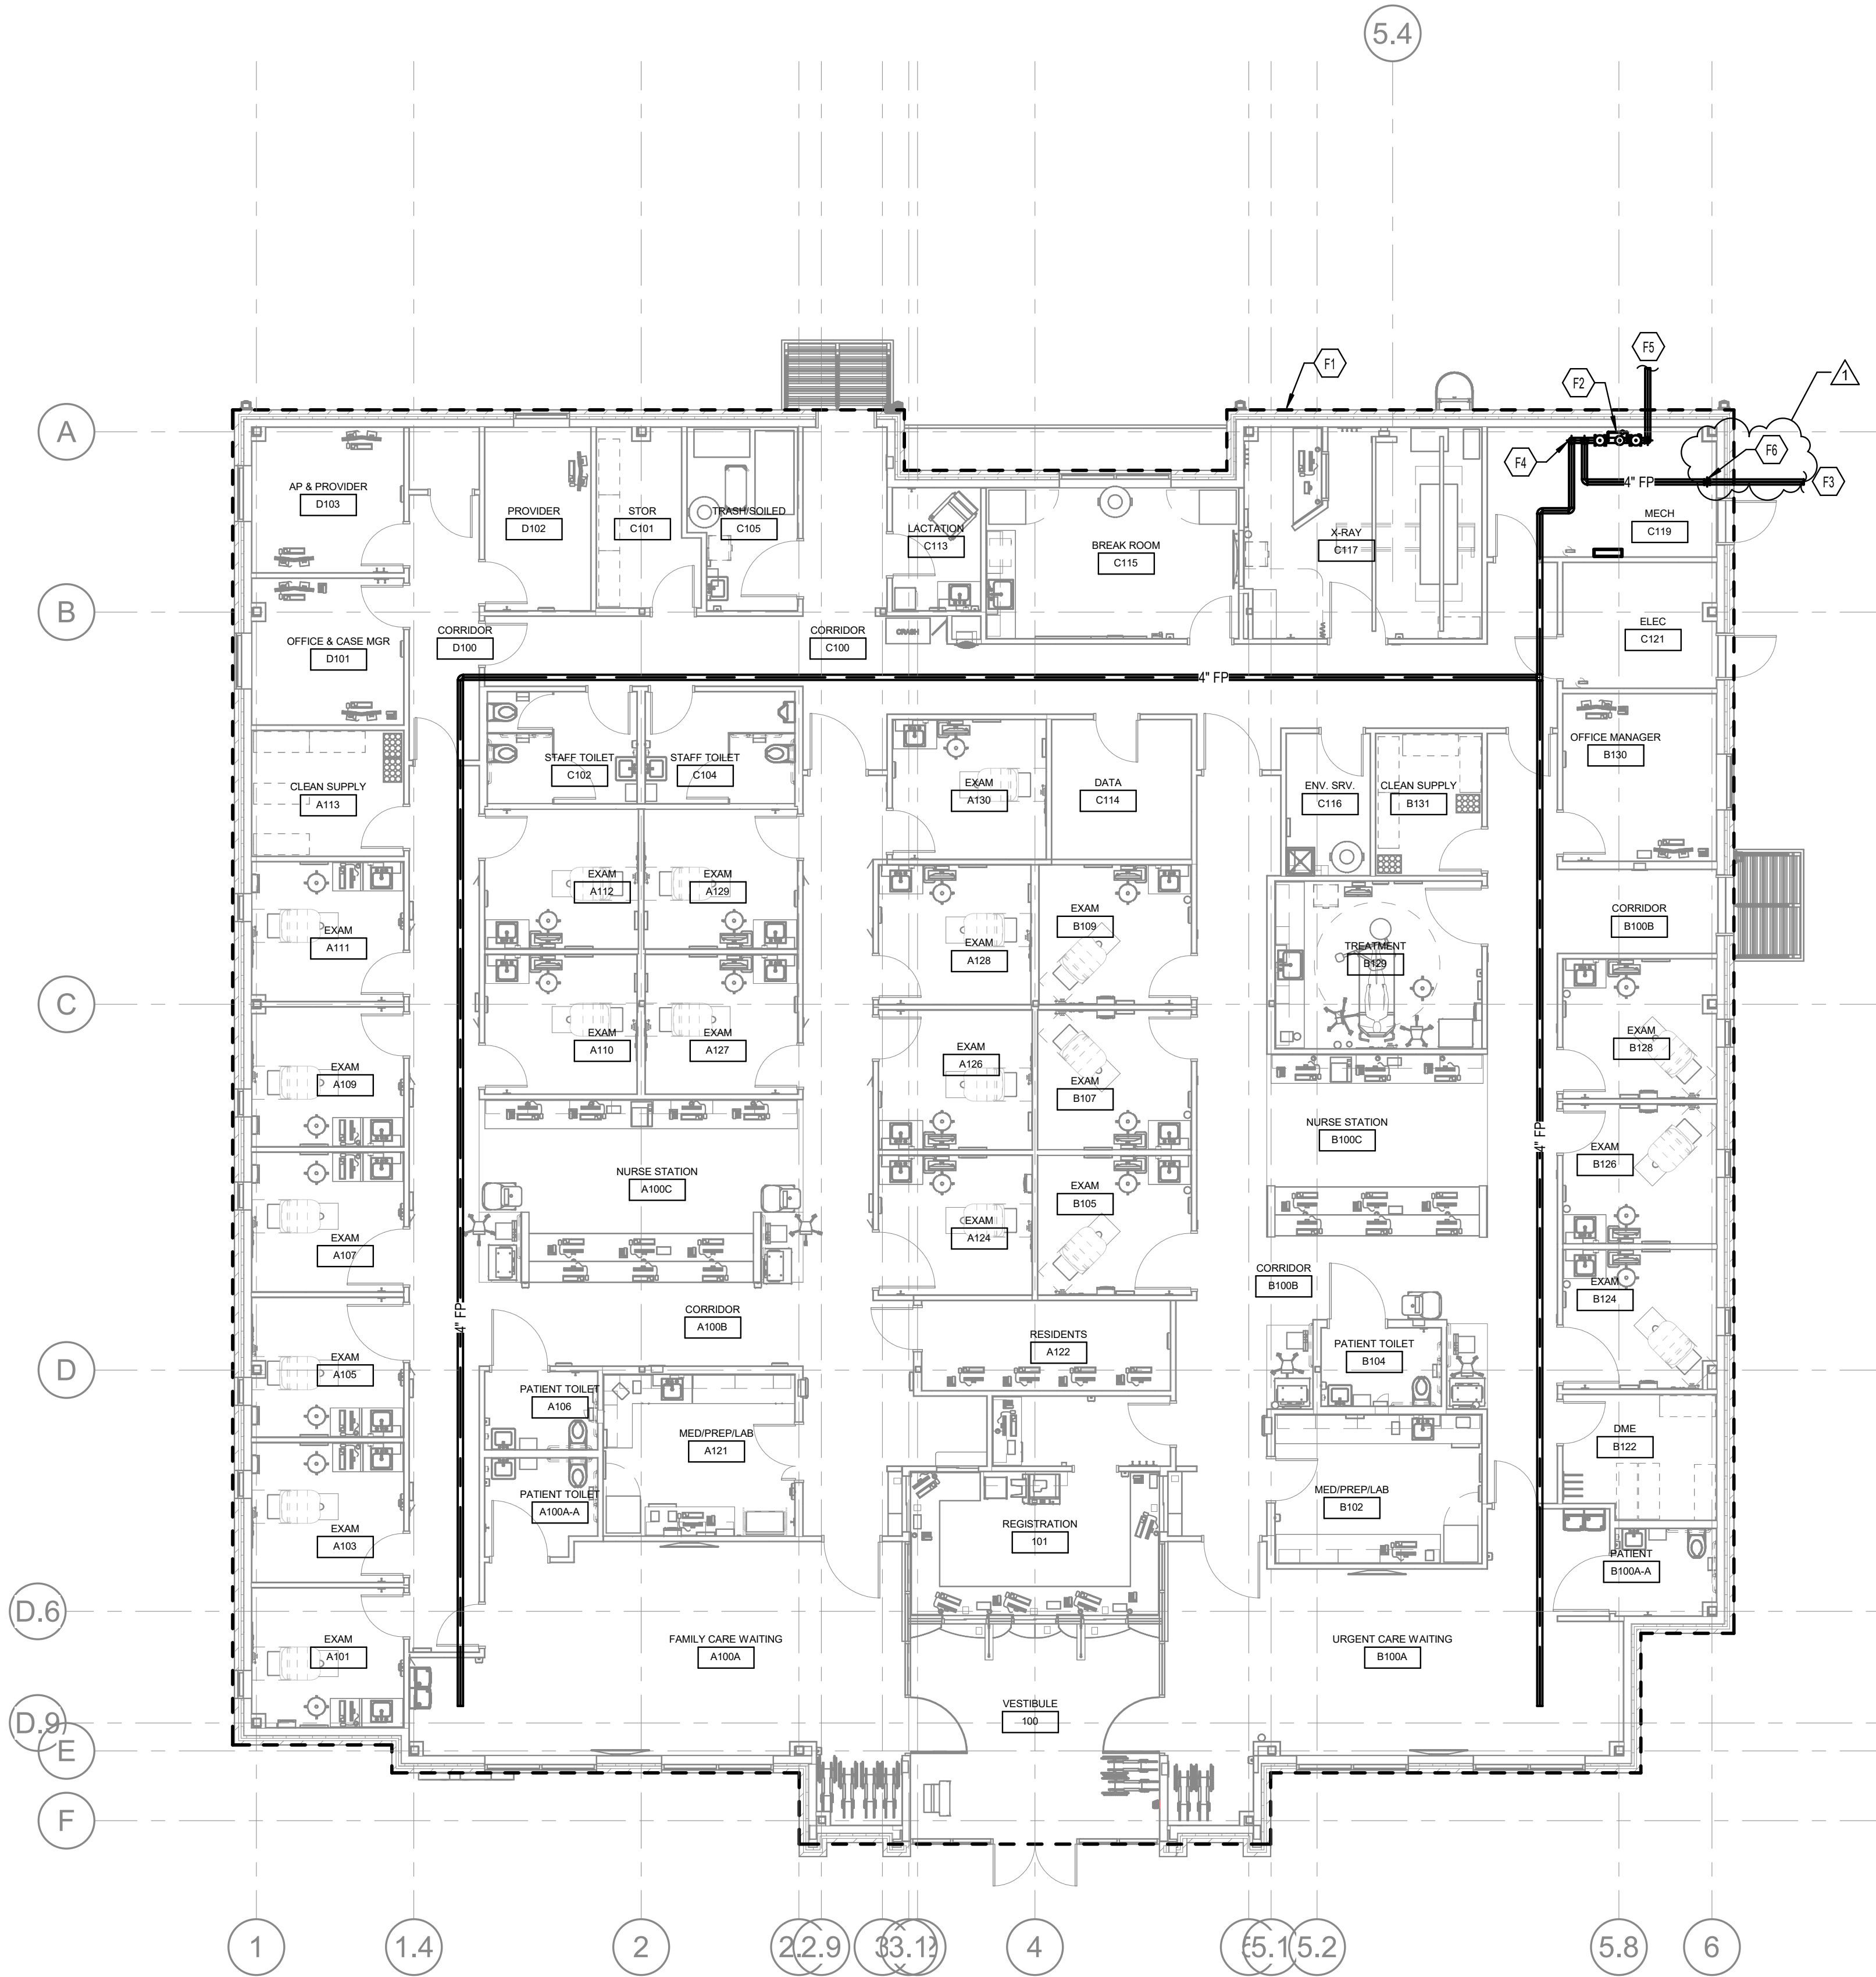 5.4
F1
F5
F2
1
A
F4
F6
4" FP
F3
AP & PROVIDER
D103
PROVIDER
D102
STOR
C101
TRASH/SOILED
C105
LACTATION
C113
BREAK ROOM
C115
X-RAY
C117
MECH
C119
B
OFFICE & CASE MGR
D101
CORRIDOR
D100
CORRIDOR
C100
CRASH
ELEC
C121
4" FP
OFFICE MANAGER
B130
CLEAN SUPPLY
A113
STAFF TOILET
C102
STAFF TOILET
C104
EXAM
A130
DATA
C114
ENV. SRV.
C116
CLEAN SUPPLY
B131
EXAM
A112
EXAM
A129
EXAM
A111
EXAM
A128
EXAM
B109
TREATMENT
B129
CORRIDOR
B100B
C
EXAM
A110
EXAM
A127
EXAM
A126
EXAM
B107
EXAM
B128
EXAM
A109
NURSE STATION
B100C
4" FP
EXAM
B126
NURSE STATION
A100C
EXAM
A124
EXAM
B105
EXAM
A107
CORRIDOR
B100B
EXAM
B124
4" FP
CORRIDOR
A100B
RESIDENTS
A122
PATIENT TOILET
B104
D
EXAM
A105
PATIENT TOILET
A106
MED/PREP/LAB
A121
DME
B122
PATIENT TOILET
A100A-A
MED/PREP/LAB
B102
EXAM
A103
REGISTRATION
101
PATIENT
B100A-A
D.6
EXAM
A101
FAMILY CARE WAITING
A100A
URGENT CARE WAITING
B100A
VESTIBULE
100
D.9
E
F
1
1.4
2
2.9
3
3.1
4
5.1
5.2
5.8
6